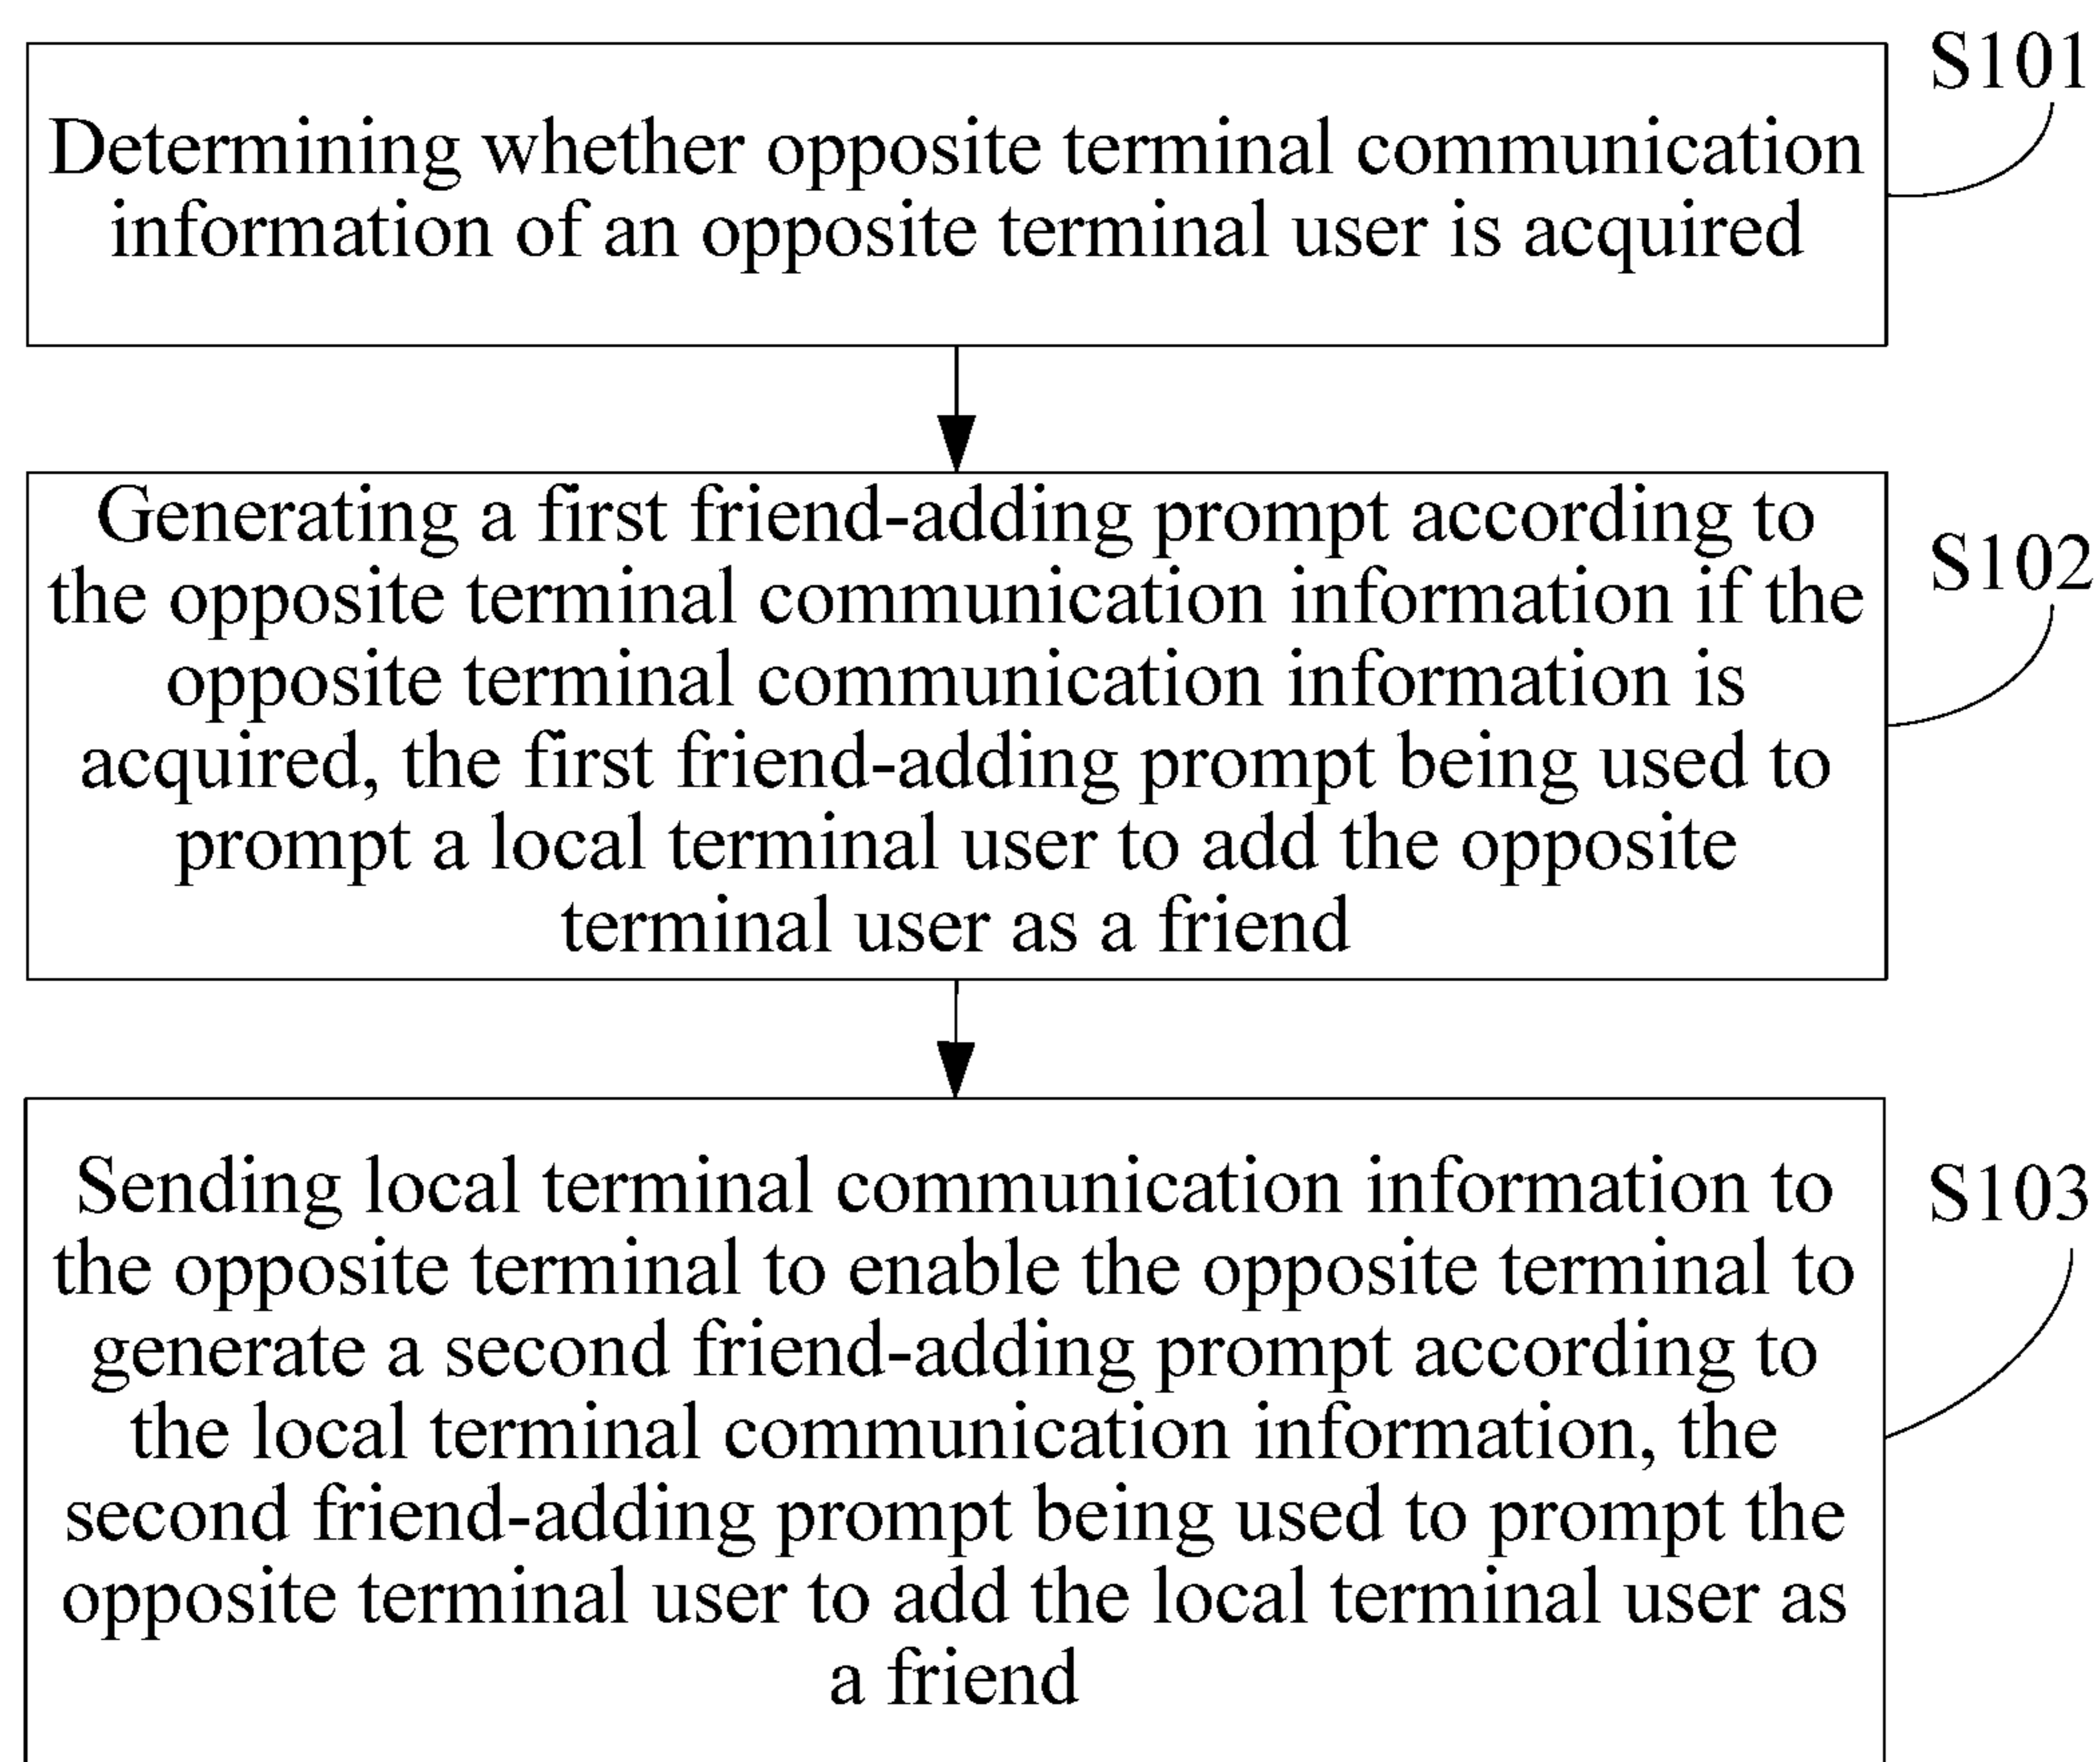 S101
Determining whether opposite terminal communication
information of an opposite terminal user is acquired
Generating a first friend-adding prompt according to
the opposite terminal communication information if the
opposite terminal communication information is
acquired, the first friend-adding prompt being used to
prompt a local terminal user to add the opposite
terminal user as a friend
S102
Sending local terminal communication information to
the opposite terminal to enable the opposite terminal to
generate a second friend-adding prompt according to
the local terminal communication information, the
second friend-adding prompt being used to prompt the
opposite terminal user to add the local terminal user as
a friend
S103